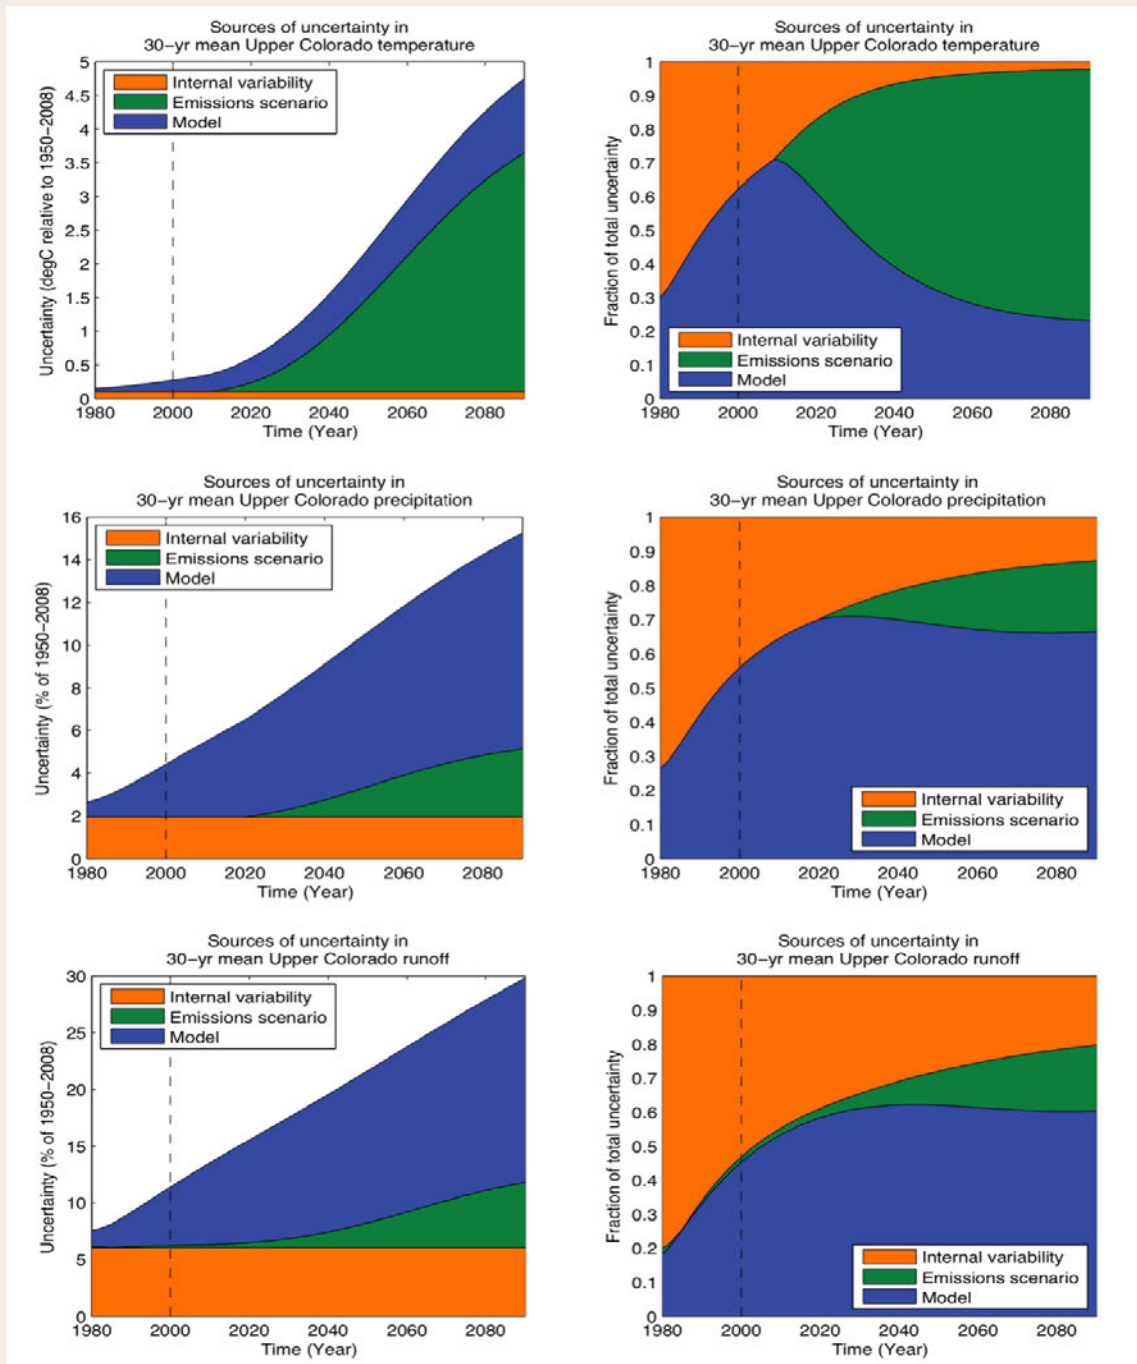 Sources of uncertainty in
30-yr mean Upper Colorado temperature
5
4.5
4
3.5
3
2.5
2
1.5
1
0.5
0
Uncertainty (degC relative to 1950-2008)
Internal variability
Emissions scenario
Model
1980 2000 2020 2040 2060 2080
Time (Year)
Sources of uncertainty in
30-yr mean Upper Colorado temperature
1
0.9
0.8
0.7
0.6
0.5
0.4
0.3
0.2
0.1
0
Fraction of total uncertainty
Internal variability
Emissions scenario
Model
1980 2000 2020 2040 2060 2080
Time (Year)
Sources of uncertainty in
30-yr mean Upper Colorado precipitation
16
14
12
10
8
6
4
2
0
Uncertainty (% of 1950-2008)
Internal variability
Emissions scenario
Model
1980 2000 2020 2040 2060 2080
Time (Year)
Sources of uncertainty in
30-yr mean Upper Colorado precipitation
1
0.9
0.8
0.7
0.6
0.5
0.4
0.3
0.2
0.1
0
Fraction of total uncertainty
Internal variability
Emissions scenario
Model
1980 2000 2020 2040 2060 2080
Time (Year)
Sources of uncertainty in
30-yr mean Upper Colorado runoff
30
25
20
15
10
5
0
Uncertainty (% of 1950-2008)
Internal variability
Emissions scenario
Model
1980 2000 2020 2040 2060 2080
Time (Year)
Sources of uncertainty in
30-yr mean Upper Colorado runoff
1
0.9
0.8
0.7
0.6
0.5
0.4
0.3
0.2
0.1
0
Fraction of total uncertainty
Internal variability
Emissions scenario
Model
1980 2000 2020 2040 2060 2080
Time (Year)